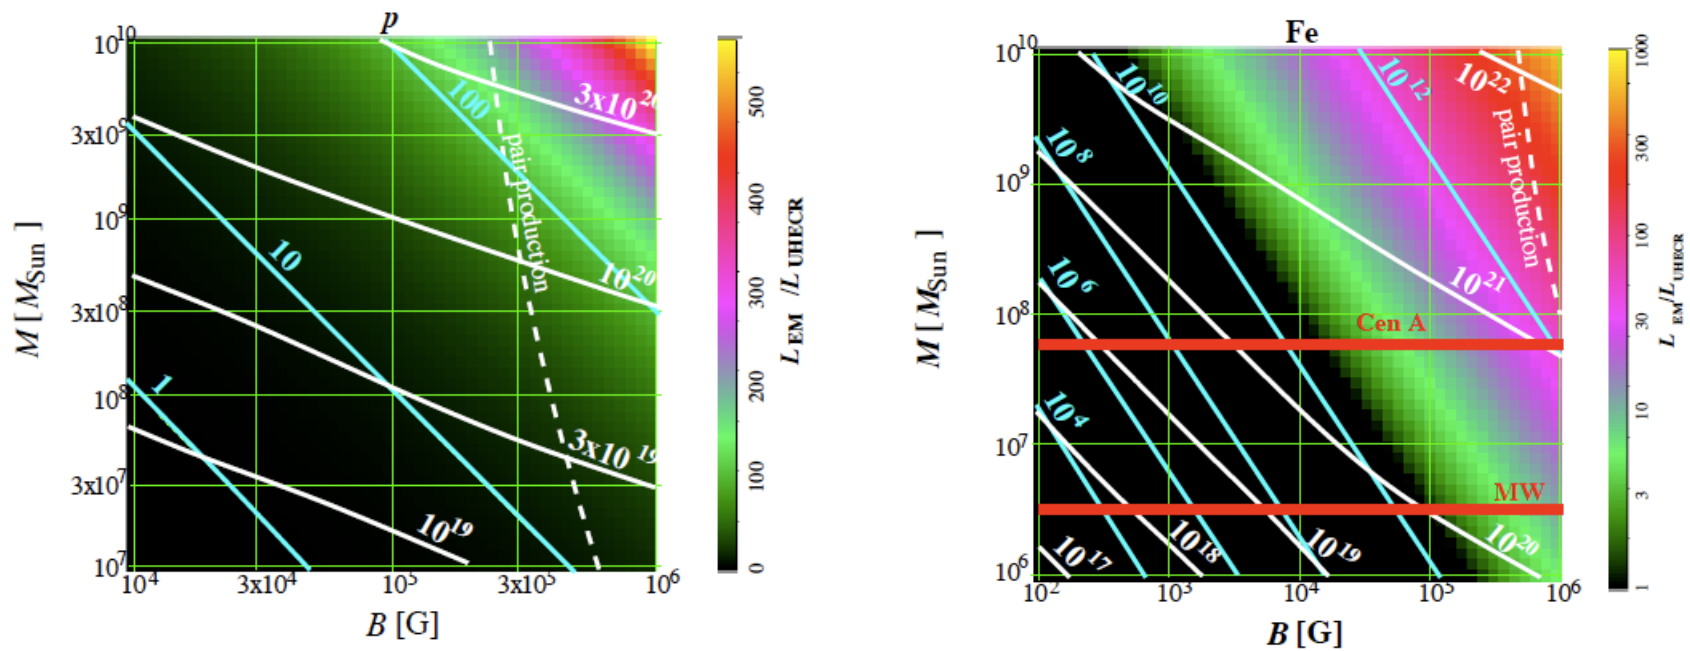 p
10^10
3x10^9
10^9
3x10^8
10^8
3x10^7
10^7
M [M_Sun]
10^4
3x10^4
10^5
3x10^5
10^6
B [G]
100
10
1
3x10^20
10^20
3x10^19
10^19
pair production
500
400
300
200
100
0
L_EM /L_UHECR
Fe
10^10
10^9
10^8
10^7
10^6
M [M_Sun]
10^2
10^3
10^4
10^5
10^6
B [G]
10^10
10^12
10^22
10^8
10^6
10^4
10^21
pair production
Cen A
MW
10^17
10^18
10^19
10^20
1000
300
100
30
10
3
1
L_EM/L_UHECR